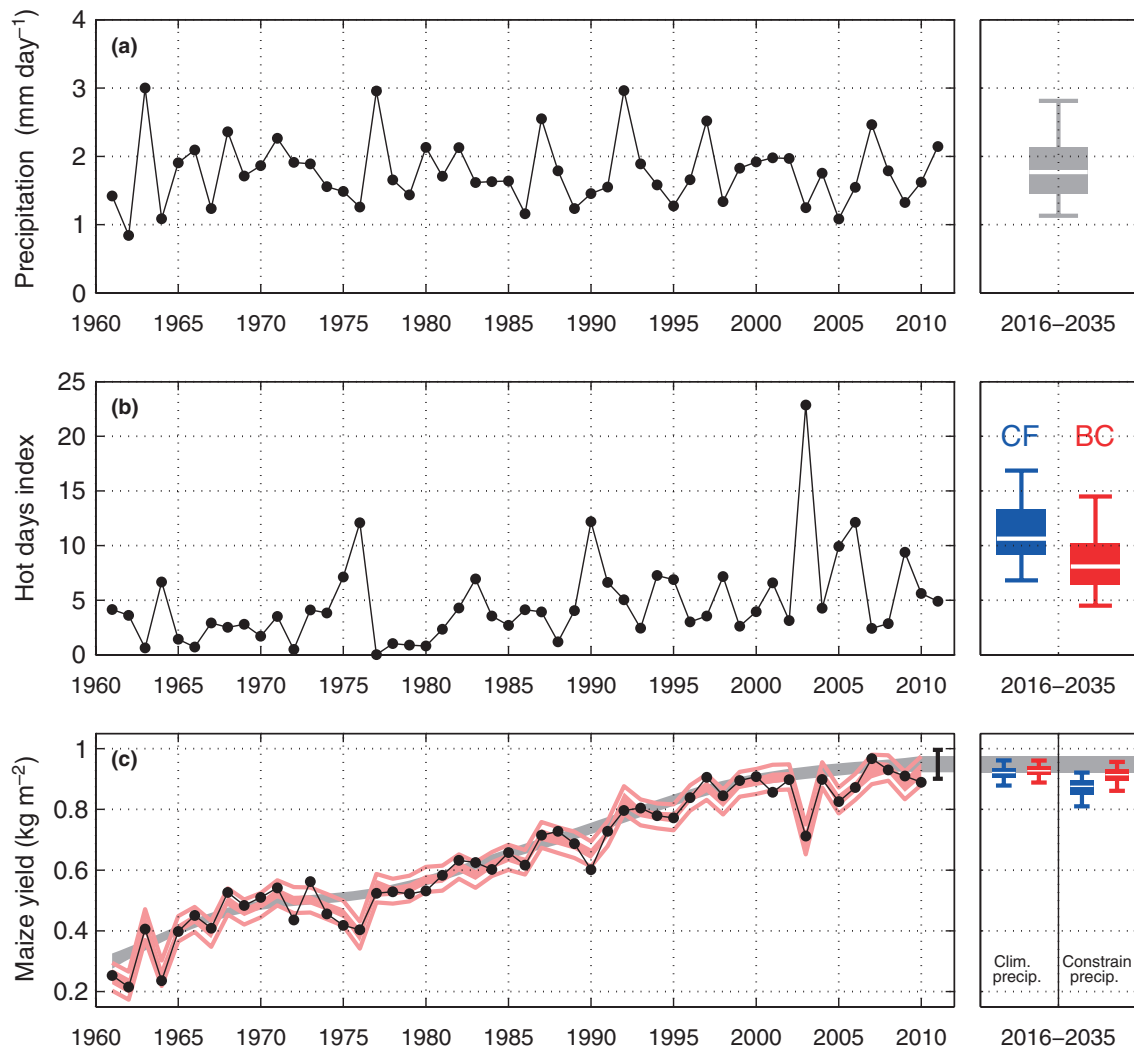 (a)
Precipitation (mm day⁻¹)
4
3
2
1
0
1960 1965 1970 1975 1980 1985 1990 1995 2000 2005 2010
2016–2035
(b)
Hot days index
25
20
15
10
5
0
CF BC
1960 1965 1970 1975 1980 1985 1990 1995 2000 2005 2010
2016–2035
(c)
Maize yield (kg m⁻²)
1
0.8
0.6
0.4
0.2
Clim. precip.
Constrain precip.
1960 1965 1970 1975 1980 1985 1990 1995 2000 2005 2010
2016–2035